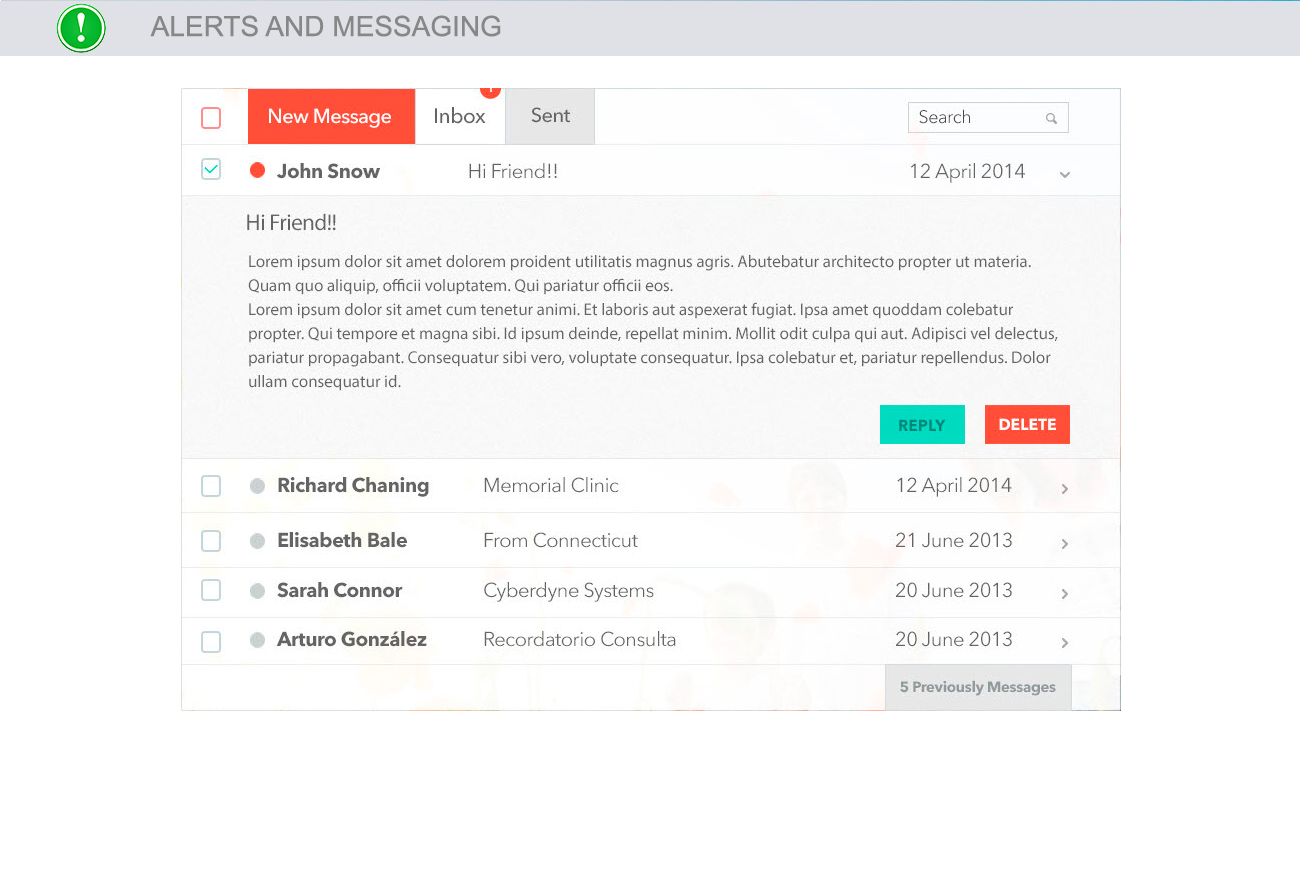 ALERTS AND MESSAGING
New Message Inbox Sent Search
John Snow Hi Friend!! 12 April 2014
Hi Friend!!
Lorem ipsum dolor sit amet dolorem proident utilitatis magnus agris. Abutebatur architecto propter ut materia.
Quam quo aliquip, officii voluptatem. Qui pariatur officii eos.
Lorem ipsum dolor sit amet cum tenetur animi. Et laboris aut aspexerat fugiat. Ipsa amet quoddam colebatur
propter. Qui tempore et magna sibi. Id ipsum deinde, repellat minim. Mollit odit culpa qui aut. Adipisci vel delectus,
pariatur propagabant. Consequatur sibi vero, voluptate consequatur. Ipsa colebatur et, pariatur repellendus. Dolor
ullam consequatur id.
REPLY DELETE
Richard Chaning Memorial Clinic 12 April 2014
Elisabeth Bale From Connecticut 21 June 2013
Sarah Connor Cyberdyne Systems 20 June 2013
Arturo González Recordatorio Consulta 20 June 2013
5 Previously Messages